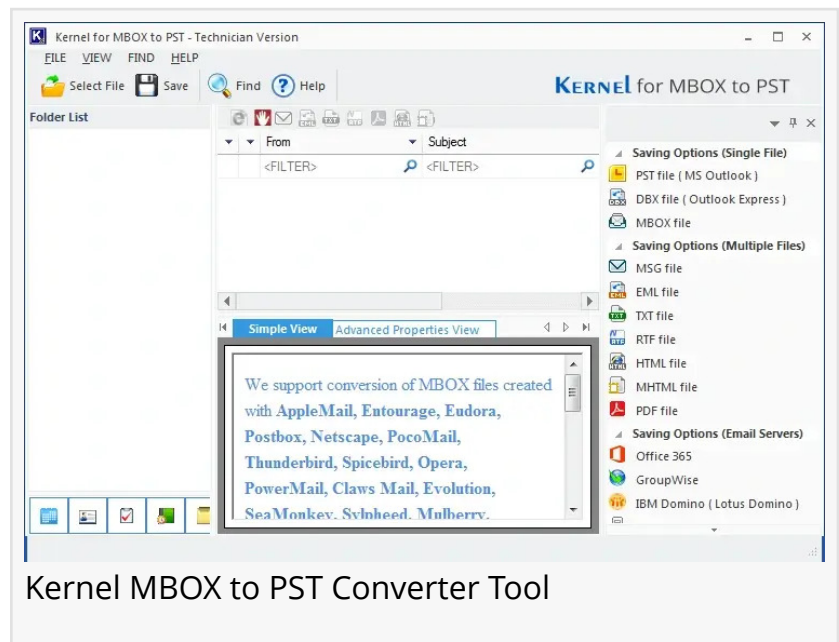 Kernel for MBOX to PST - Technician Version
FILE VIEW FIND HELP
Select File Save Find Help
KERNEL for MBOX to PST
Folder List
From Subject
<FILTER> <FILTER>
Simple View Advanced Properties View
We support conversion of MBOX files created
with AppleMail, Entourage, Eudora,
Postbox, Netscape, PocoMail,
Thunderbird, Spicebird, Opera,
PowerMail, Claws Mail, Evolution,
SeaMonkey, Sylpheed, Mulberry,
Saving Options (Single File)
PST file ( MS Outlook )
DBX file ( Outlook Express )
MBOX file
Saving Options (Multiple Files)
MSG file
EML file
TXT file
RTF file
HTML file
MHTML file
PDF file
Saving Options (Email Servers)
Office 365
GroupWise
IBM Domino ( Lotus Domino )
Kernel MBOX to PST Converter Tool